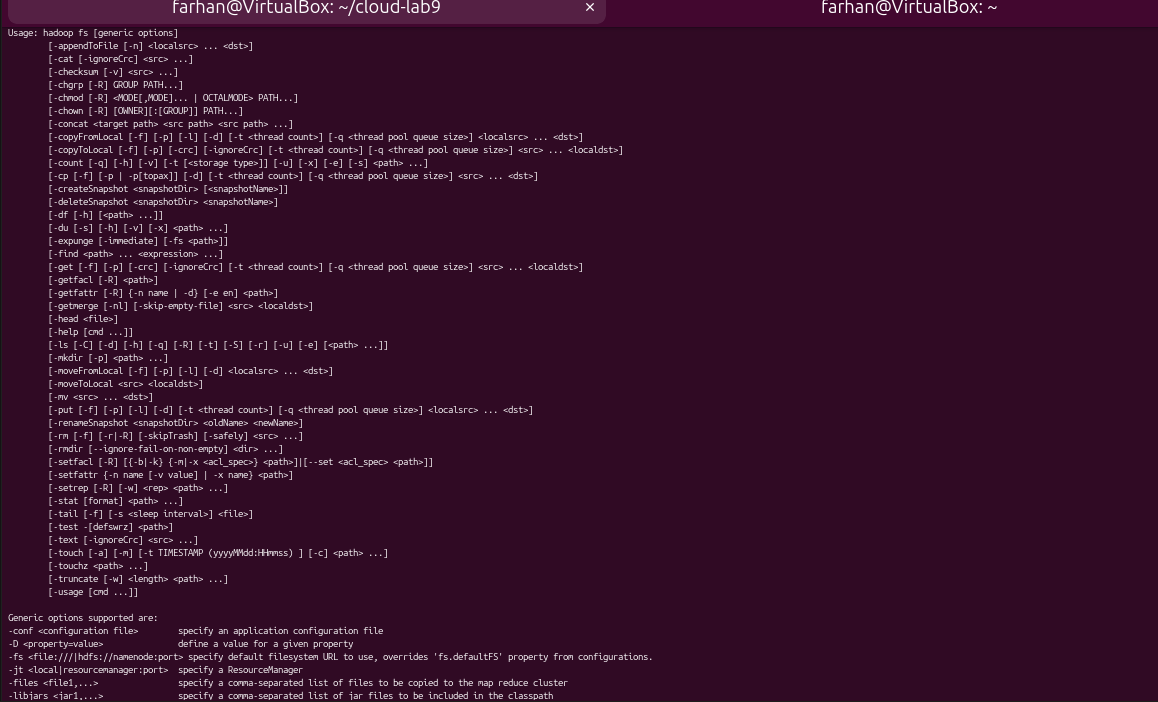 farhan@VirtualBox: ~/cloud-lab9 × farhan@VirtualBox: ~
Usage: hadoop fs [generic options]
[-appendToFile [-n] <localsrc> ... <dst>]
[-cat [-ignoreCrc] <src> ...]
[-checksum [-v] <src> ...]
[-chgrp [-R] GROUP PATH...]
[-chmod [-R] <MODE[,MODE]... | OCTALMODE> PATH...]
[-chown [-R] [OWNER][:[GROUP]] PATH...]
[-concat <target path> <src path> <src path> ...]
[-copyFromLocal [-f] [-p] [-l] [-d] [-t <thread count>] [-q <thread pool queue size>] <localsrc> ... <dst>]
[-copyToLocal [-f] [-p] [-crc] [-ignoreCrc] [-t <thread count>] [-q <thread pool queue size>] <src> ... <localdst>]
[-count [-q] [-h] [-v] [-t [<storage type>]] [-u] [-x] [-e] [-s] <path> ...]
[-cp [-f] [-p | -p[topax]] [-d] [-t <thread count>] [-q <thread pool queue size>] <src> ... <dst>]
[-createSnapshot <snapshotDir> [<snapshotName>]]
[-deleteSnapshot <snapshotDir> <snapshotName>]
[-df [-h] [<path> ...]]
[-du [-s] [-h] [-v] [-x] <path> ...]
[-expunge [-immediate] [-fs <path>]]
[-find <path> ... <expression> ...]
[-get [-f] [-p] [-crc] [-ignoreCrc] [-t <thread count>] [-q <thread pool queue size>] <src> ... <localdst>]
[-getfacl [-R] <path>]
[-getfattr [-R] {-n name | -d} [-e en] <path>]
[-getmerge [-nl] [-skip-empty-file] <src> <localdst>]
[-head <file>]
[-help [cmd ...]]
[-ls [-C] [-d] [-h] [-q] [-R] [-t] [-S] [-r] [-u] [-e] [<path> ...]]
[-mkdir [-p] <path> ...]
[-moveFromLocal [-f] [-p] [-l] [-d] <localsrc> ... <dst>]
[-moveToLocal <src> <localdst>]
[-mv <src> ... <dst>]
[-put [-f] [-p] [-l] [-d] [-t <thread count>] [-q <thread pool queue size>] <localsrc> ... <dst>]
[-renameSnapshot <snapshotDir> <oldName> <newName>]
[-rm [-f] [-r|-R] [-skipTrash] [-safely] <src> ...]
[-rmdir [--ignore-fail-on-non-empty] <dir> ...]
[-setfacl [-R] [{-b|-k} {-m|-x <acl_spec>} <path>]|[--set <acl_spec> <path>]]
[-setfattr {-n name [-v value] | -x name} <path>]
[-setrep [-R] [-w] <rep> <path> ...]
[-stat [format] <path> ...]
[-tail [-f] [-s <sleep interval>] <file>]
[-test -[defswrz] <path>]
[-text [-ignoreCrc] <src> ...]
[-touch [-a] [-m] [-t TIMESTAMP (yyyyMMdd:HHmmss) ] [-c] <path> ...]
[-touchz <path> ...]
[-truncate [-w] <length> <path> ...]
[-usage [cmd ...]]
Generic options supported are:
-conf <configuration file> specify an application configuration file
-D <property=value> define a value for a given property
-fs <file:///|hdfs://namenode:port> specify default filesystem URL to use, overrides 'fs.defaultFS' property from configurations.
-jt <local|resourcemanager:port> specify a ResourceManager
-files <file1,...> specify a comma-separated list of files to be copied to the map reduce cluster
-libjars <jar1,...> specify a comma-separated list of jar files to be included in the classpath